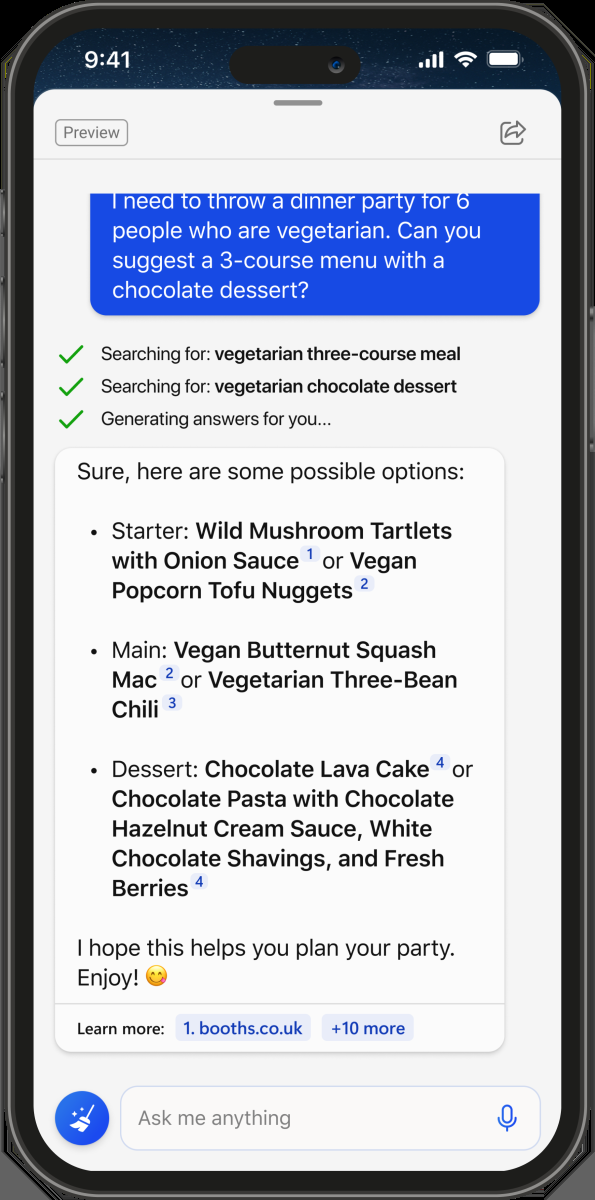 9:41
Preview
I need to throw a dinner party for 6
people who are vegetarian. Can you
suggest a 3-course menu with a
chocolate dessert?
Searching for: vegetarian three-course meal
Searching for: vegetarian chocolate dessert
Generating answers for you...
Sure, here are some possible options:
• Starter: Wild Mushroom Tartlets
with Onion Sauce 1 or Vegan
Popcorn Tofu Nuggets 2
• Main: Vegan Butternut Squash
Mac 2 or Vegetarian Three-Bean
Chili 3
• Dessert: Chocolate Lava Cake 4 or
Chocolate Pasta with Chocolate
Hazelnut Cream Sauce, White
Chocolate Shavings, and Fresh
Berries 4
I hope this helps you plan your party.
Enjoy! 😋
Learn more: 1. booths.co.uk +10 more
Ask me anything